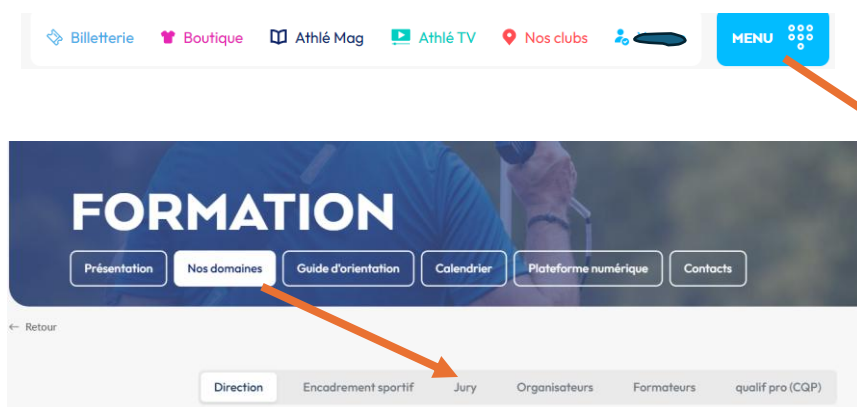 Billetterie Boutique Athlé Mag Athlé TV Nos clubs MENU
FORMATION
Présentation Nos domaines Guide d'orientation Calendrier Plateforme numérique Contacts
← Retour
Direction Encadrement sportif Jury Organisateurs Formateurs qualif pro (CQP)